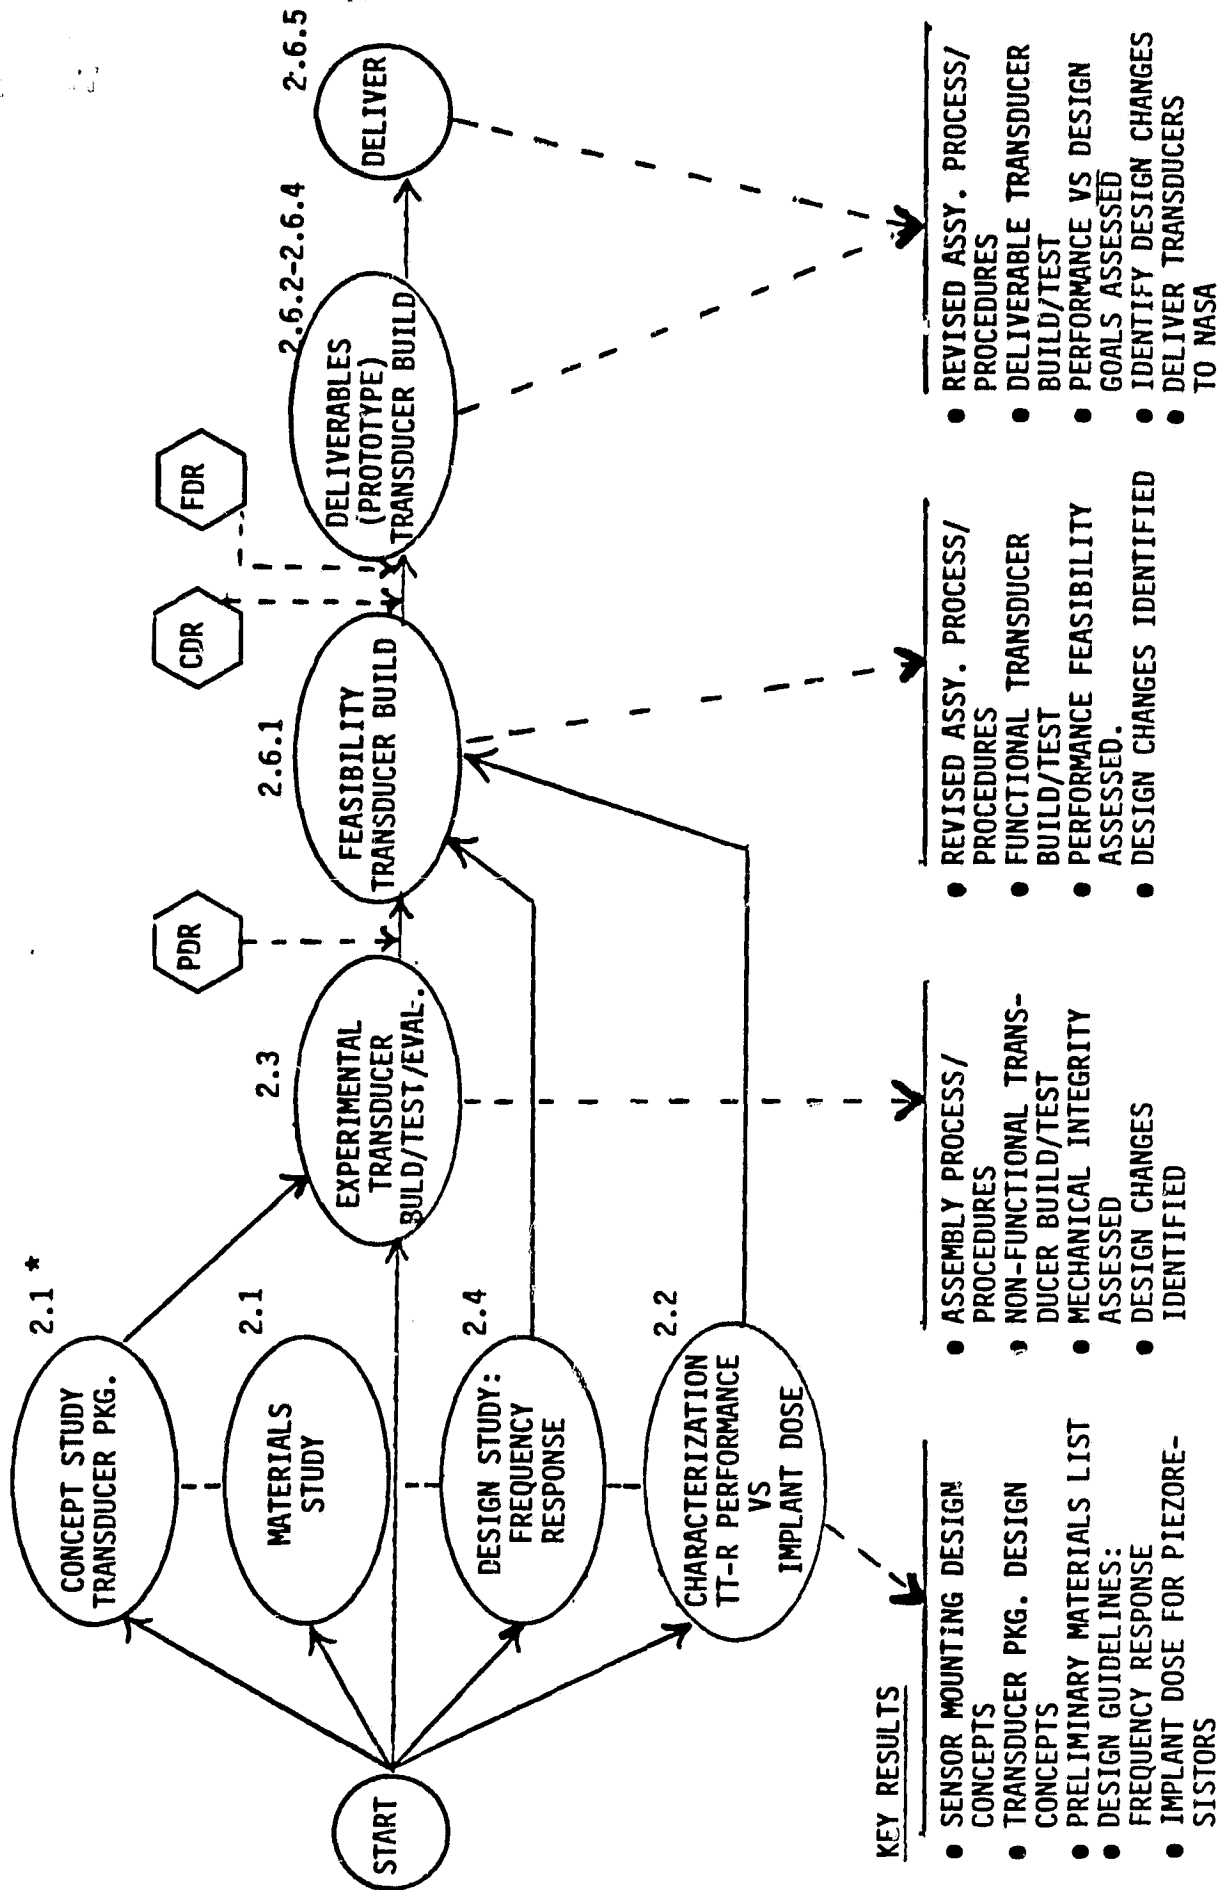 START
2.1 *
CONCEPT STUDY
TRANSDUCER PKG.
2.1
MATERIALS
STUDY
2.4
DESIGN STUDY:
FREQUENCY
RESPONSE
2.2
CHARACTERIZATION
TT-R PERFORMANCE
VS
IMPLANT DOSE
2.3
EXPERIMENTAL
TRANSDUCER
BULD/TEST/EVAL.
PDR
2.6.1
FEASIBILITY
TRANSDUCER BUILD
CDR
FDR
2.6.2-2.6.4
DELIVERABLES
(PROTOTYPE)
TRANSDUCER BUILD
2.6.5
DELIVER
KEY RESULTS
● SENSOR MOUNTING DESIGN
CONCEPTS
● TRANSDUCER PKG. DESIGN
CONCEPTS
● PRELIMINARY MATERIALS LIST
● DESIGN GUIDELINES:
FREQUENCY RESPONSE
● IMPLANT DOSE FOR PIEZORE-
SISTORS
● ASSEMBLY PROCESS/
PROCEDURES
● NON-FUNCTIONAL TRANS-
DUCER BUILD/TEST
● MECHANICAL INTEGRITY
ASSESSED
● DESIGN CHANGES
IDENTIFIED
● REVISED ASSY. PROCESS/
PROCEDURES
● FUNCTIONAL TRANSDUCER
BUILD/TEST
● PERFORMANCE FEASIBILITY
ASSESSED.
● DESIGN CHANGES IDENTIFIED
● REVISED ASSY. PROCESS/
PROCEDURES
● DELIVERABLE TRANSDUCER
BUILD/TEST
● PERFORMANCE VS DESIGN
GOALS ASSESSED
● IDENTIFY DESIGN CHANGES
● DELIVER TRANSDUCERS
TO NASA